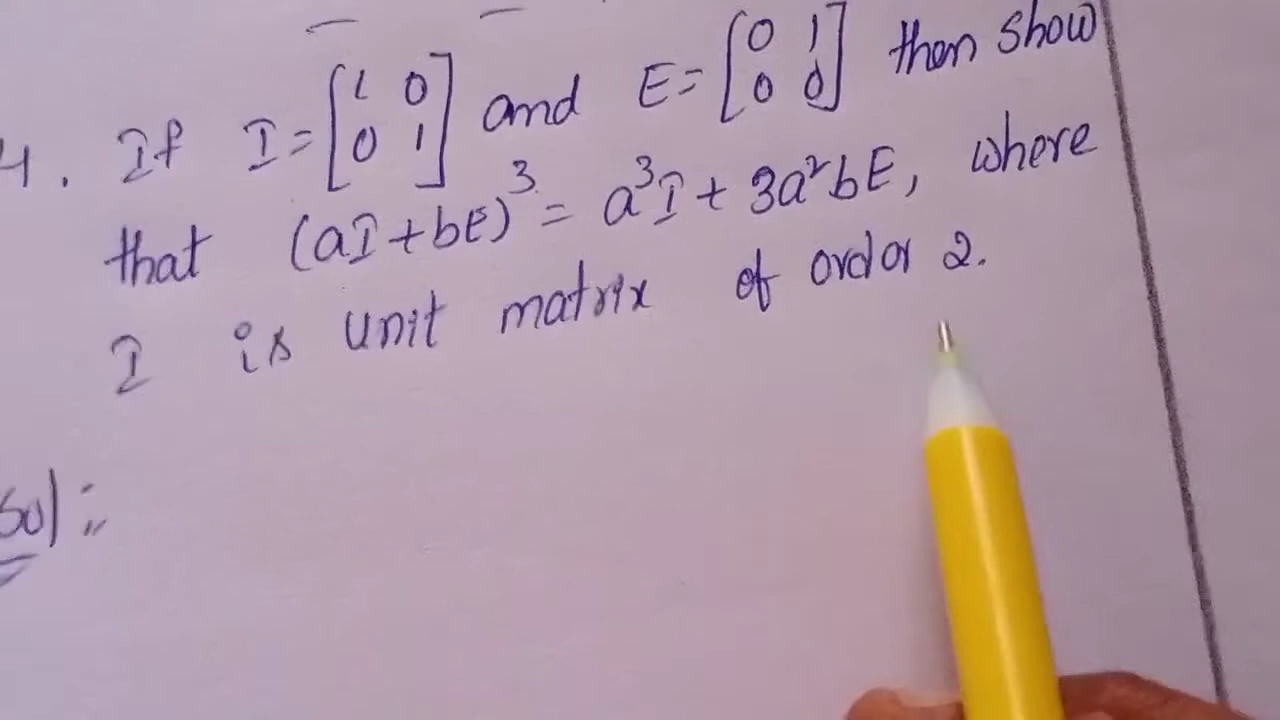 4. If I = [1 0 0 1] and E = [0 1 0 0] then show
that (aI + bE)³ = a³I + 3a²bE, where
I is unit matrix of order 2.
Sol: